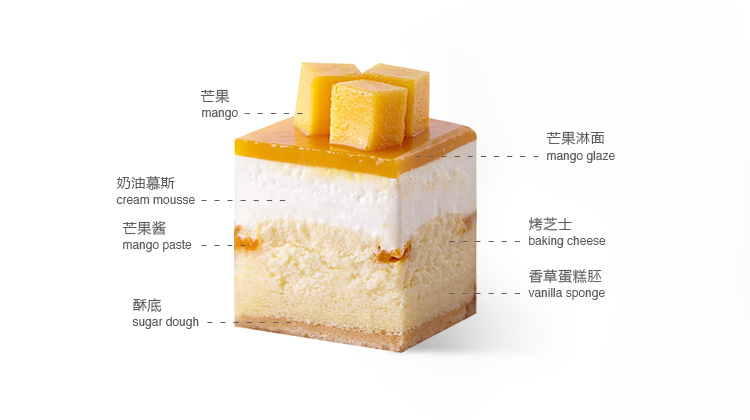 芒果
mango
芒果淋面
mango glaze
奶油慕斯
cream mousse
芒果酱
mango paste
烤芝士
baking cheese
香草蛋糕胚
vanilla sponge
酥底
sugar dough